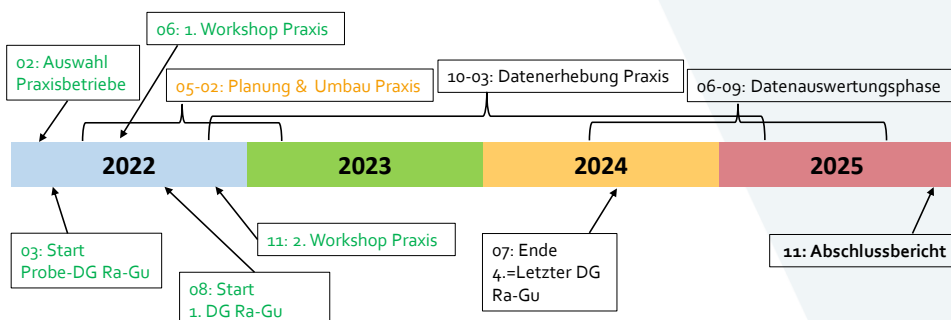 06: 1. Workshop Praxis
02: Auswahl
Praxisbetriebe
05-02: Planung & Umbau Praxis
10-03: Datenerhebung Praxis
06-09: Datenauswertungsphase
2022
2023
2024
2025
03: Start
Probe-DG Ra-Gu
08: Start
1. DG Ra-Gu
11: 2. Workshop Praxis
07: Ende
4.=Letzter DG
Ra-Gu
11: Abschlussbericht